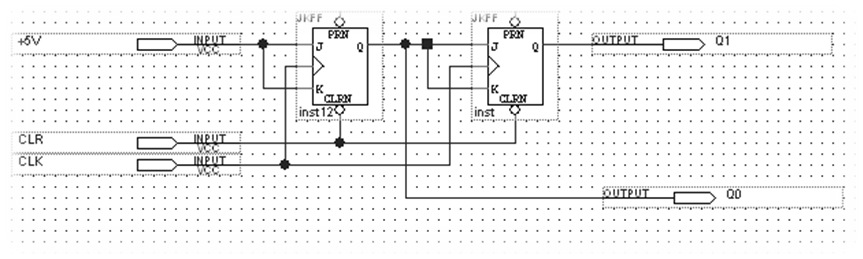 JKFF
JKFF
+5V
INPUT
VCC
PRN
J
Q
K
CLRN
inst12
PRN
J
Q
K
CLRN
inst
OUTPUT
Q1
CLR
INPUT
VCC
CLK
INPUT
VCC
OUTPUT
Q0